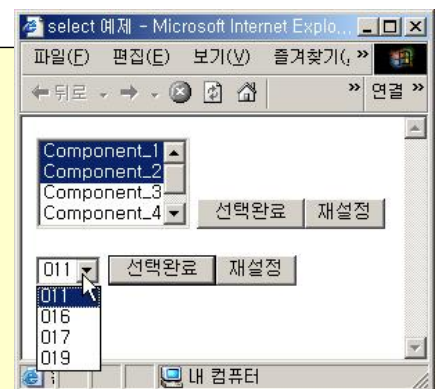 select 예제 - Microsoft Internet Explo...
파일(F) 편집(E) 보기(V) 즐겨찾기( »
뒤로 » 연결 »
Component_1
Component_2
Component_3
Component_4 선택완료 재설정
011 선택완료 재설정
011
016
017
019
내 컴퓨터